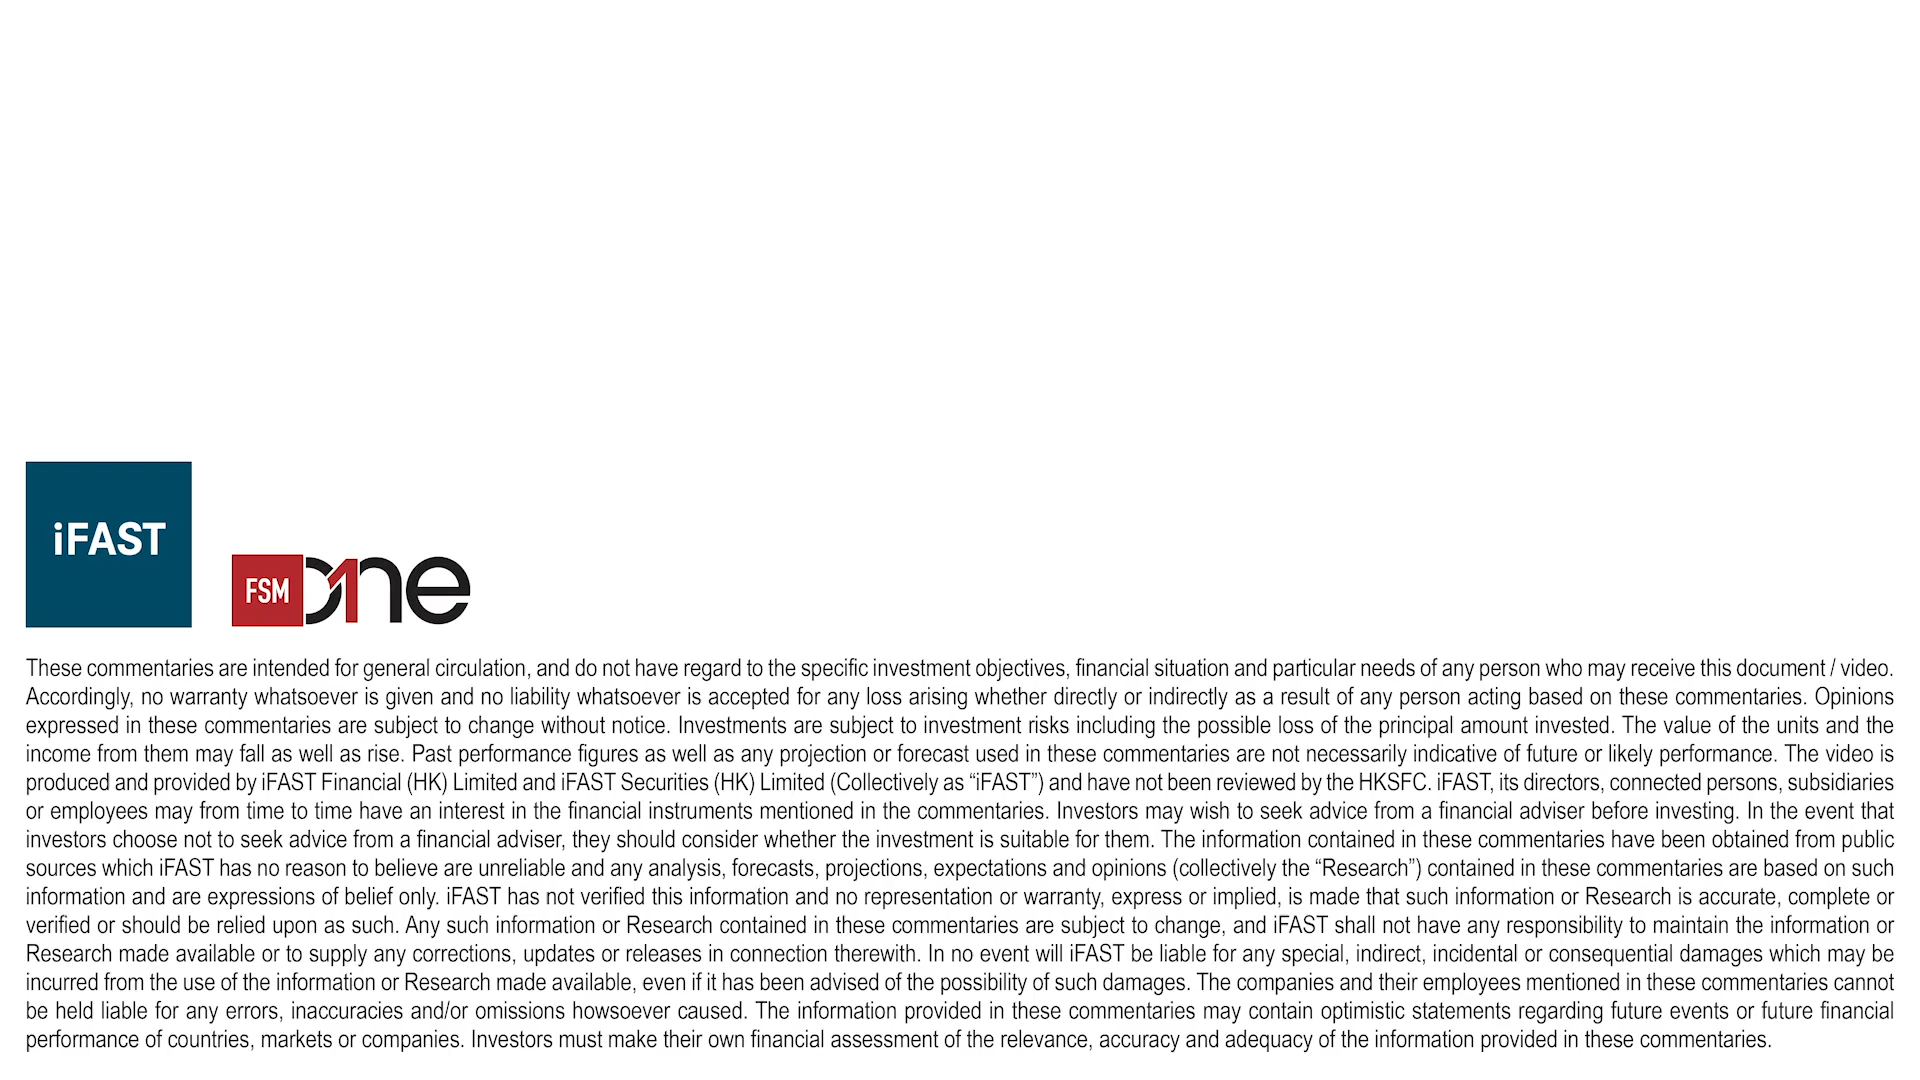 iFAST
FSM one
These commentaries are intended for general circulation, and do not have regard to the specific investment objectives, financial situation and particular needs of any person who may receive this document / video.
Accordingly, no warranty whatsoever is given and no liability whatsoever is accepted for any loss arising whether directly or indirectly as a result of any person acting based on these commentaries. Opinions
expressed in these commentaries are subject to change without notice. Investments are subject to investment risks including the possible loss of the principal amount invested. The value of the units and the
income from them may fall as well as rise. Past performance figures as well as any projection or forecast used in these commentaries are not necessarily indicative of future or likely performance. The video is
produced and provided by iFAST Financial (HK) Limited and iFAST Securities (HK) Limited (Collectively as “iFAST”) and have not been reviewed by the HKSFC. iFAST, its directors, connected persons, subsidiaries
or employees may from time to time have an interest in the financial instruments mentioned in the commentaries. Investors may wish to seek advice from a financial adviser before investing. In the event that
investors choose not to seek advice from a financial adviser, they should consider whether the investment is suitable for them. The information contained in these commentaries have been obtained from public
sources which iFAST has no reason to believe are unreliable and any analysis, forecasts, projections, expectations and opinions (collectively the “Research”) contained in these commentaries are based on such
information and are expressions of belief only. iFAST has not verified this information and no representation or warranty, express or implied, is made that such information or Research is accurate, complete or
verified or should be relied upon as such. Any such information or Research contained in these commentaries are subject to change, and iFAST shall not have any responsibility to maintain the information or
Research made available or to supply any corrections, updates or releases in connection therewith. In no event will iFAST be liable for any special, indirect, incidental or consequential damages which may be
incurred from the use of the information or Research made available, even if it has been advised of the possibility of such damages. The companies and their employees mentioned in these commentaries cannot
be held liable for any errors, inaccuracies and/or omissions howsoever caused. The information provided in these commentaries may contain optimistic statements regarding future events or future financial
performance of countries, markets or companies. Investors must make their own financial assessment of the relevance, accuracy and adequacy of the information provided in these commentaries.